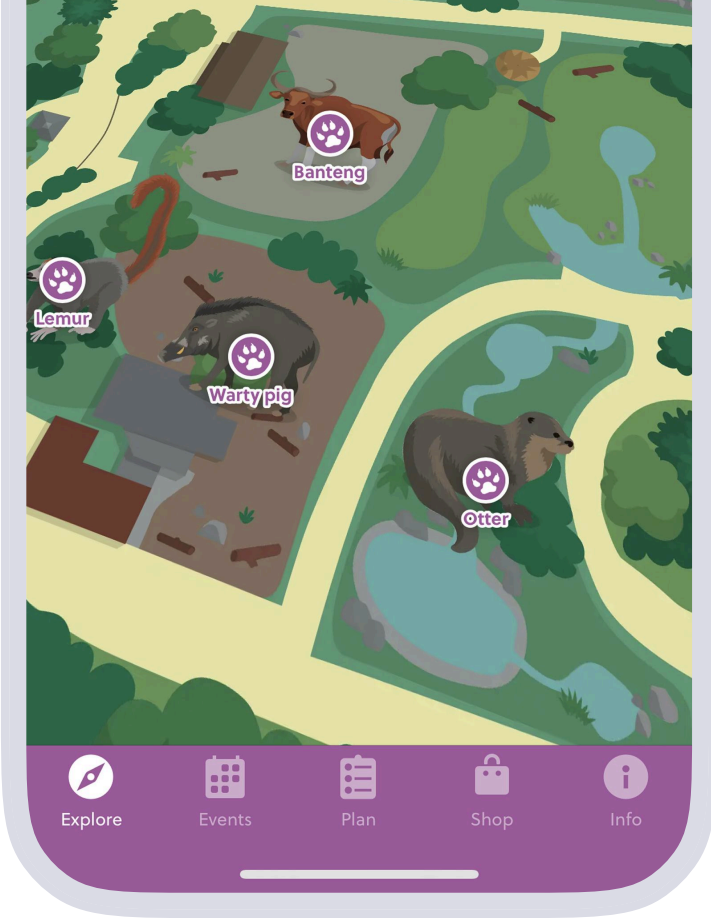 Banteng
Lemur
Warty pig
Otter
Explore
Events
Plan
Shop
Info